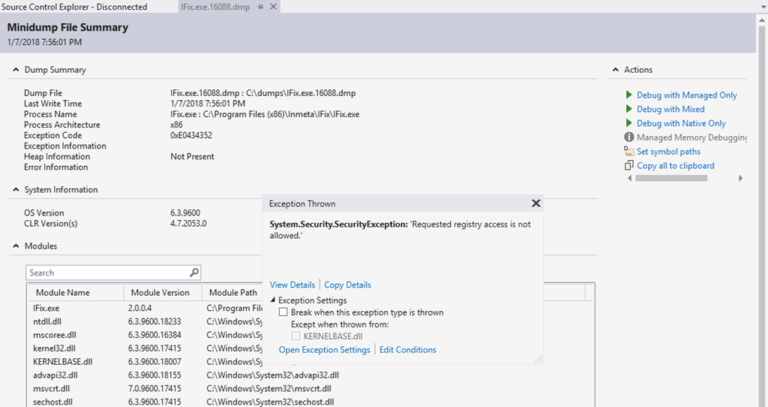 Source Control Explorer - Disconnected
IFix.exe.16088.dmp
Minidump File Summary
1/7/2018 7:56:01 PM
Dump Summary
Dump File IFix.exe.16088.dmp : C:\dumps\IFix.exe.16088.dmp
Last Write Time 1/7/2018 7:56:01 PM
Process Name IFix.exe : C:\Program Files (x86)\Inmeta\IFix\IFix.exe
Process Architecture x86
Exception Code 0xE0434352
Exception Information
Heap Information Not Present
Error Information
System Information
OS Version 6.3.9600
CLR Version(s) 4.7.2053.0
Modules
Search
Module Name Module Version Module Path
IFix.exe 2.0.0.4 C:\Program File
ntdll.dll 6.3.9600.18233 C:\Windows\Sys
mscoree.dll 6.3.9600.16384 C:\Windows\Sys
kernel32.dll 6.3.9600.17415 C:\Windows\Sys
KERNELBASE.dll 6.3.9600.18007 C:\Windows\Sys
advapi32.dll 6.3.9600.18155 C:\Windows\System32\advapi32.dll
msvcrt.dll 7.0.9600.17415 C:\Windows\System32\msvcrt.dll
sechost.dll 6.3.9600.17415 C:\Windows\System32\sechost.dll
Exception Thrown
System.Security.SecurityException: 'Requested registry access is not
allowed.'
View Details | Copy Details
Exception Settings
Break when this exception type is thrown
Except when thrown from:
KERNELBASE.dll
Open Exception Settings | Edit Conditions
Actions
Debug with Managed Only
Debug with Mixed
Debug with Native Only
Managed Memory Debugging
Set symbol paths
Copy all to clipboard